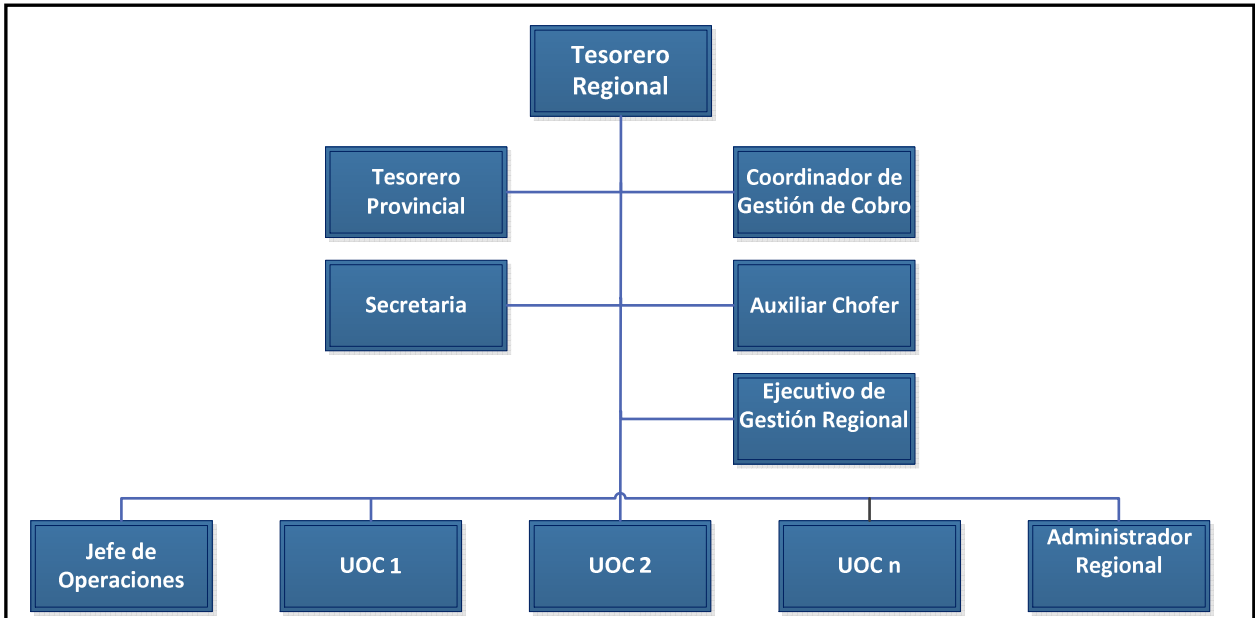 Tesorero
Regional
Tesorero
Provincial
Coordinador de
Gestión de Cobro
Secretaria
Auxiliar Chofer
Ejecutivo de
Gestión Regional
Jefe de
Operaciones
UOC 1
UOC 2
UOC n
Administrador
Regional